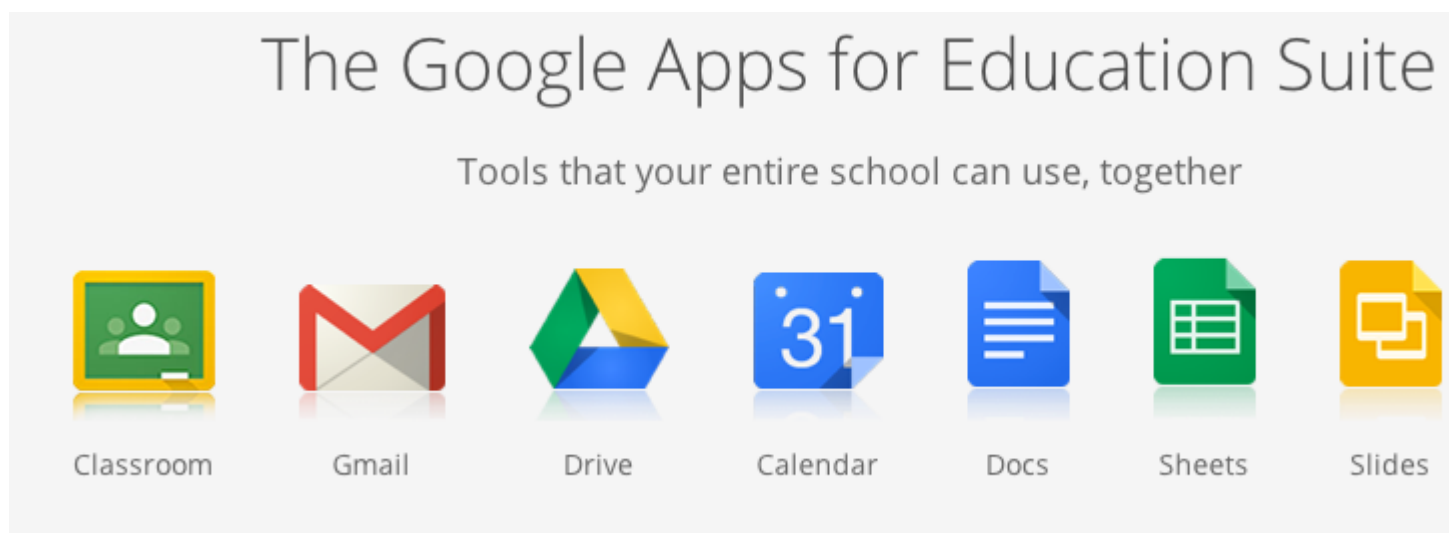 The Google Apps for Education Suite
Tools that your entire school can use, together
31
Classroom Gmail Drive Calendar Docs Sheets Slides